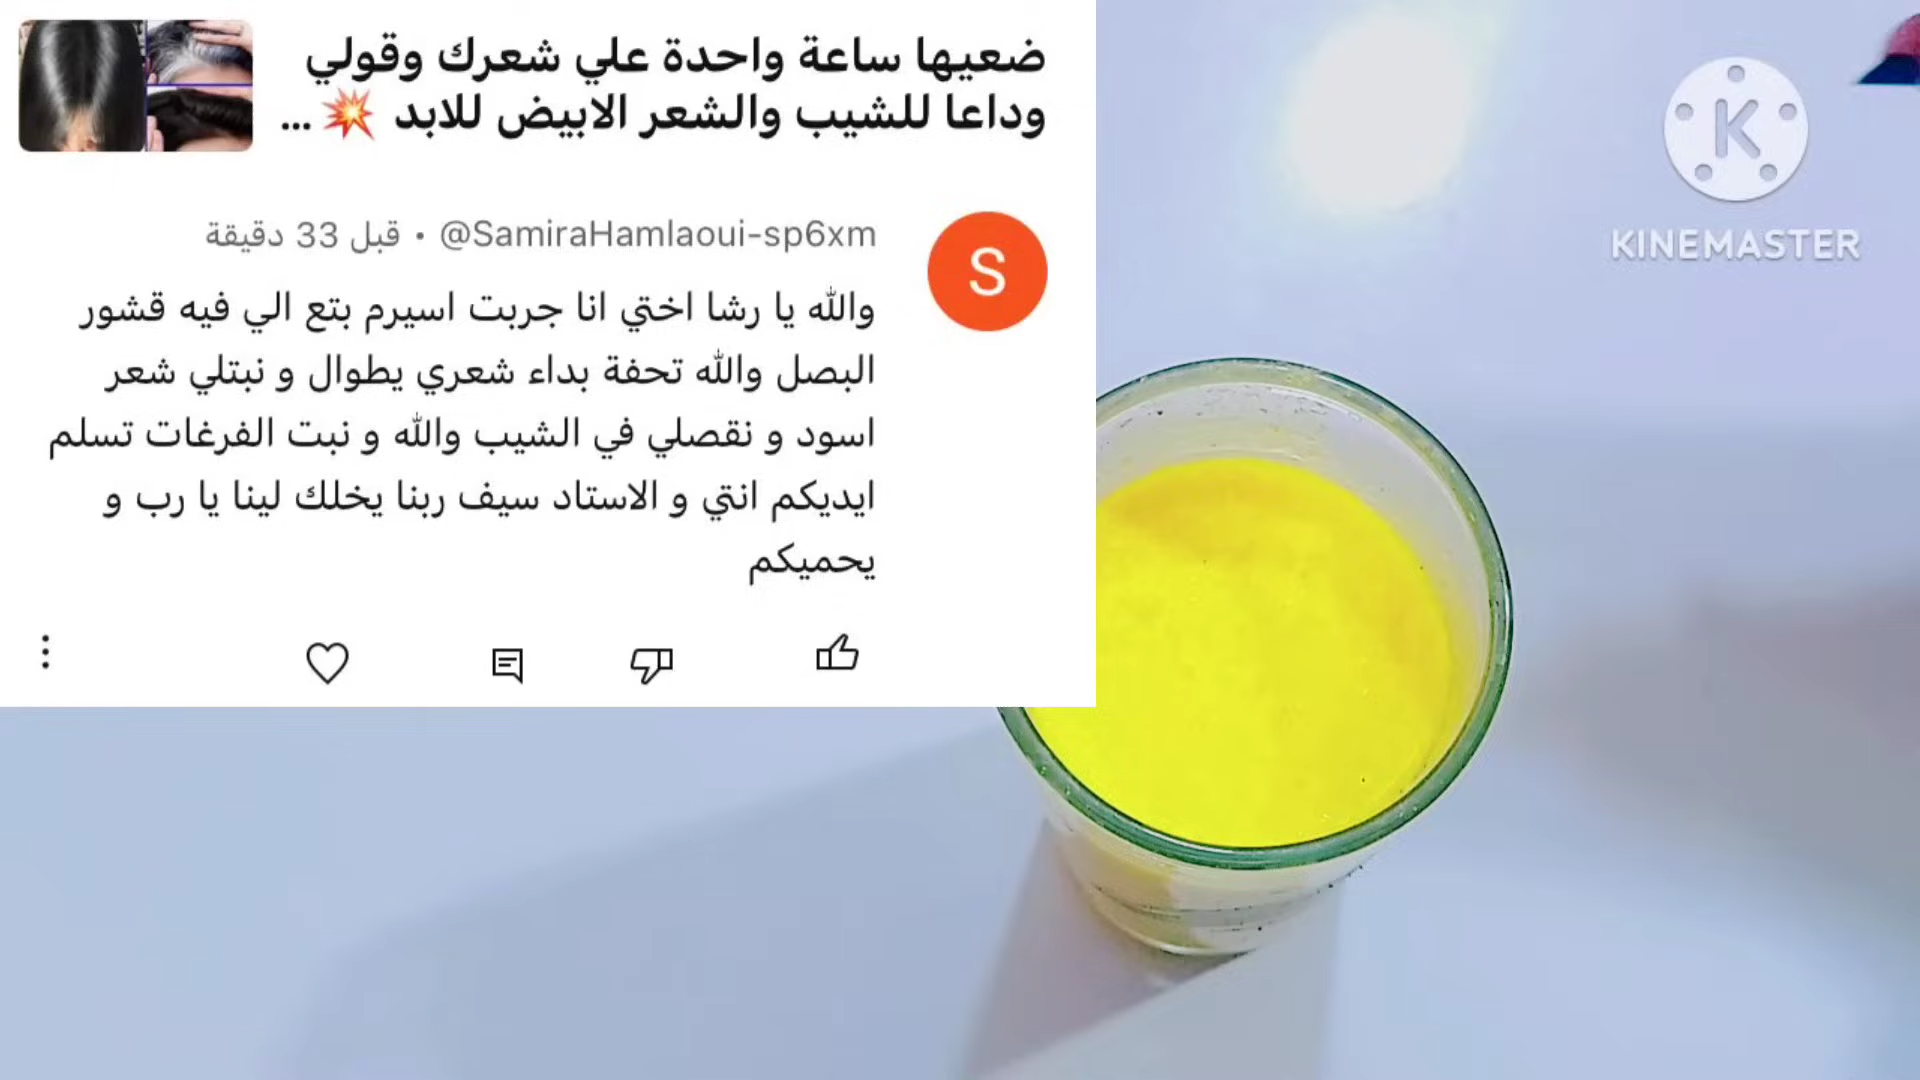 ضعيها ساعة واحدة علي شعرك وقولي
وداعا للشيب والشعر الابيض للابد 💥...
@SamiraHamlaoui-sp6xm • قبل 33 دقيقة
S
والله يا رشا اختي انا جربت اسيرم بتع الي فيه قشور
البصل والله تحفة بداء شعري يطوال و نبتلي شعر
اسود و نقصلي في الشيب والله و نبت الفرغات تسلم
ايديكم انتي و الاستاد سيف ربنا يخلك لينا يا رب و
يحميكم
K
KINEMASTER